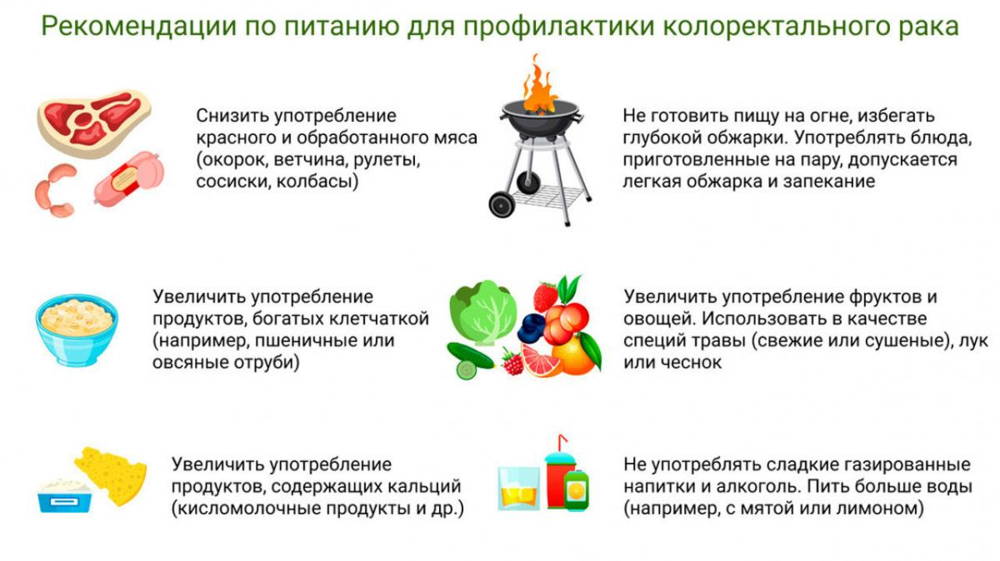 Рекомендации по питанию для профилактики колоректального рака
Снизить употребление
красного и обработанного мяса
(окорок, ветчина, рулеты,
сосиски, колбасы)
Не готовить пищу на огне, избегать
глубокой обжарки. Употреблять блюда,
приготовленные на пару, допускается
легкая обжарка и запекание
Увеличить употребление
продуктов, богатых клетчаткой
(например, пшеничные или
овсяные отруби)
Увеличить употребление фруктов и
овощей. Использовать в качестве
специй травы (свежие или сушеные), лук
или чеснок
Увеличить употребление
продуктов, содержащих кальций
(кисломолочные продукты и др.)
Не употреблять сладкие газированные
напитки и алкоголь. Пить больше воды
(например, с мятой или лимоном)